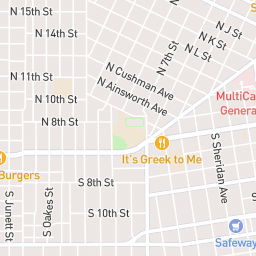 N 15th St
N J St
N 14th St
N K St
N 7th St
N L St
N 11th St
N Cushman Ave
N Ainsworth Ave
N 10th St
MultiCa
General
N 8th St
It's Greek to Me
Burgers
S Sheridan Ave
S 8th St
S Junett St
S Oakes St
S 10th St
Safeway